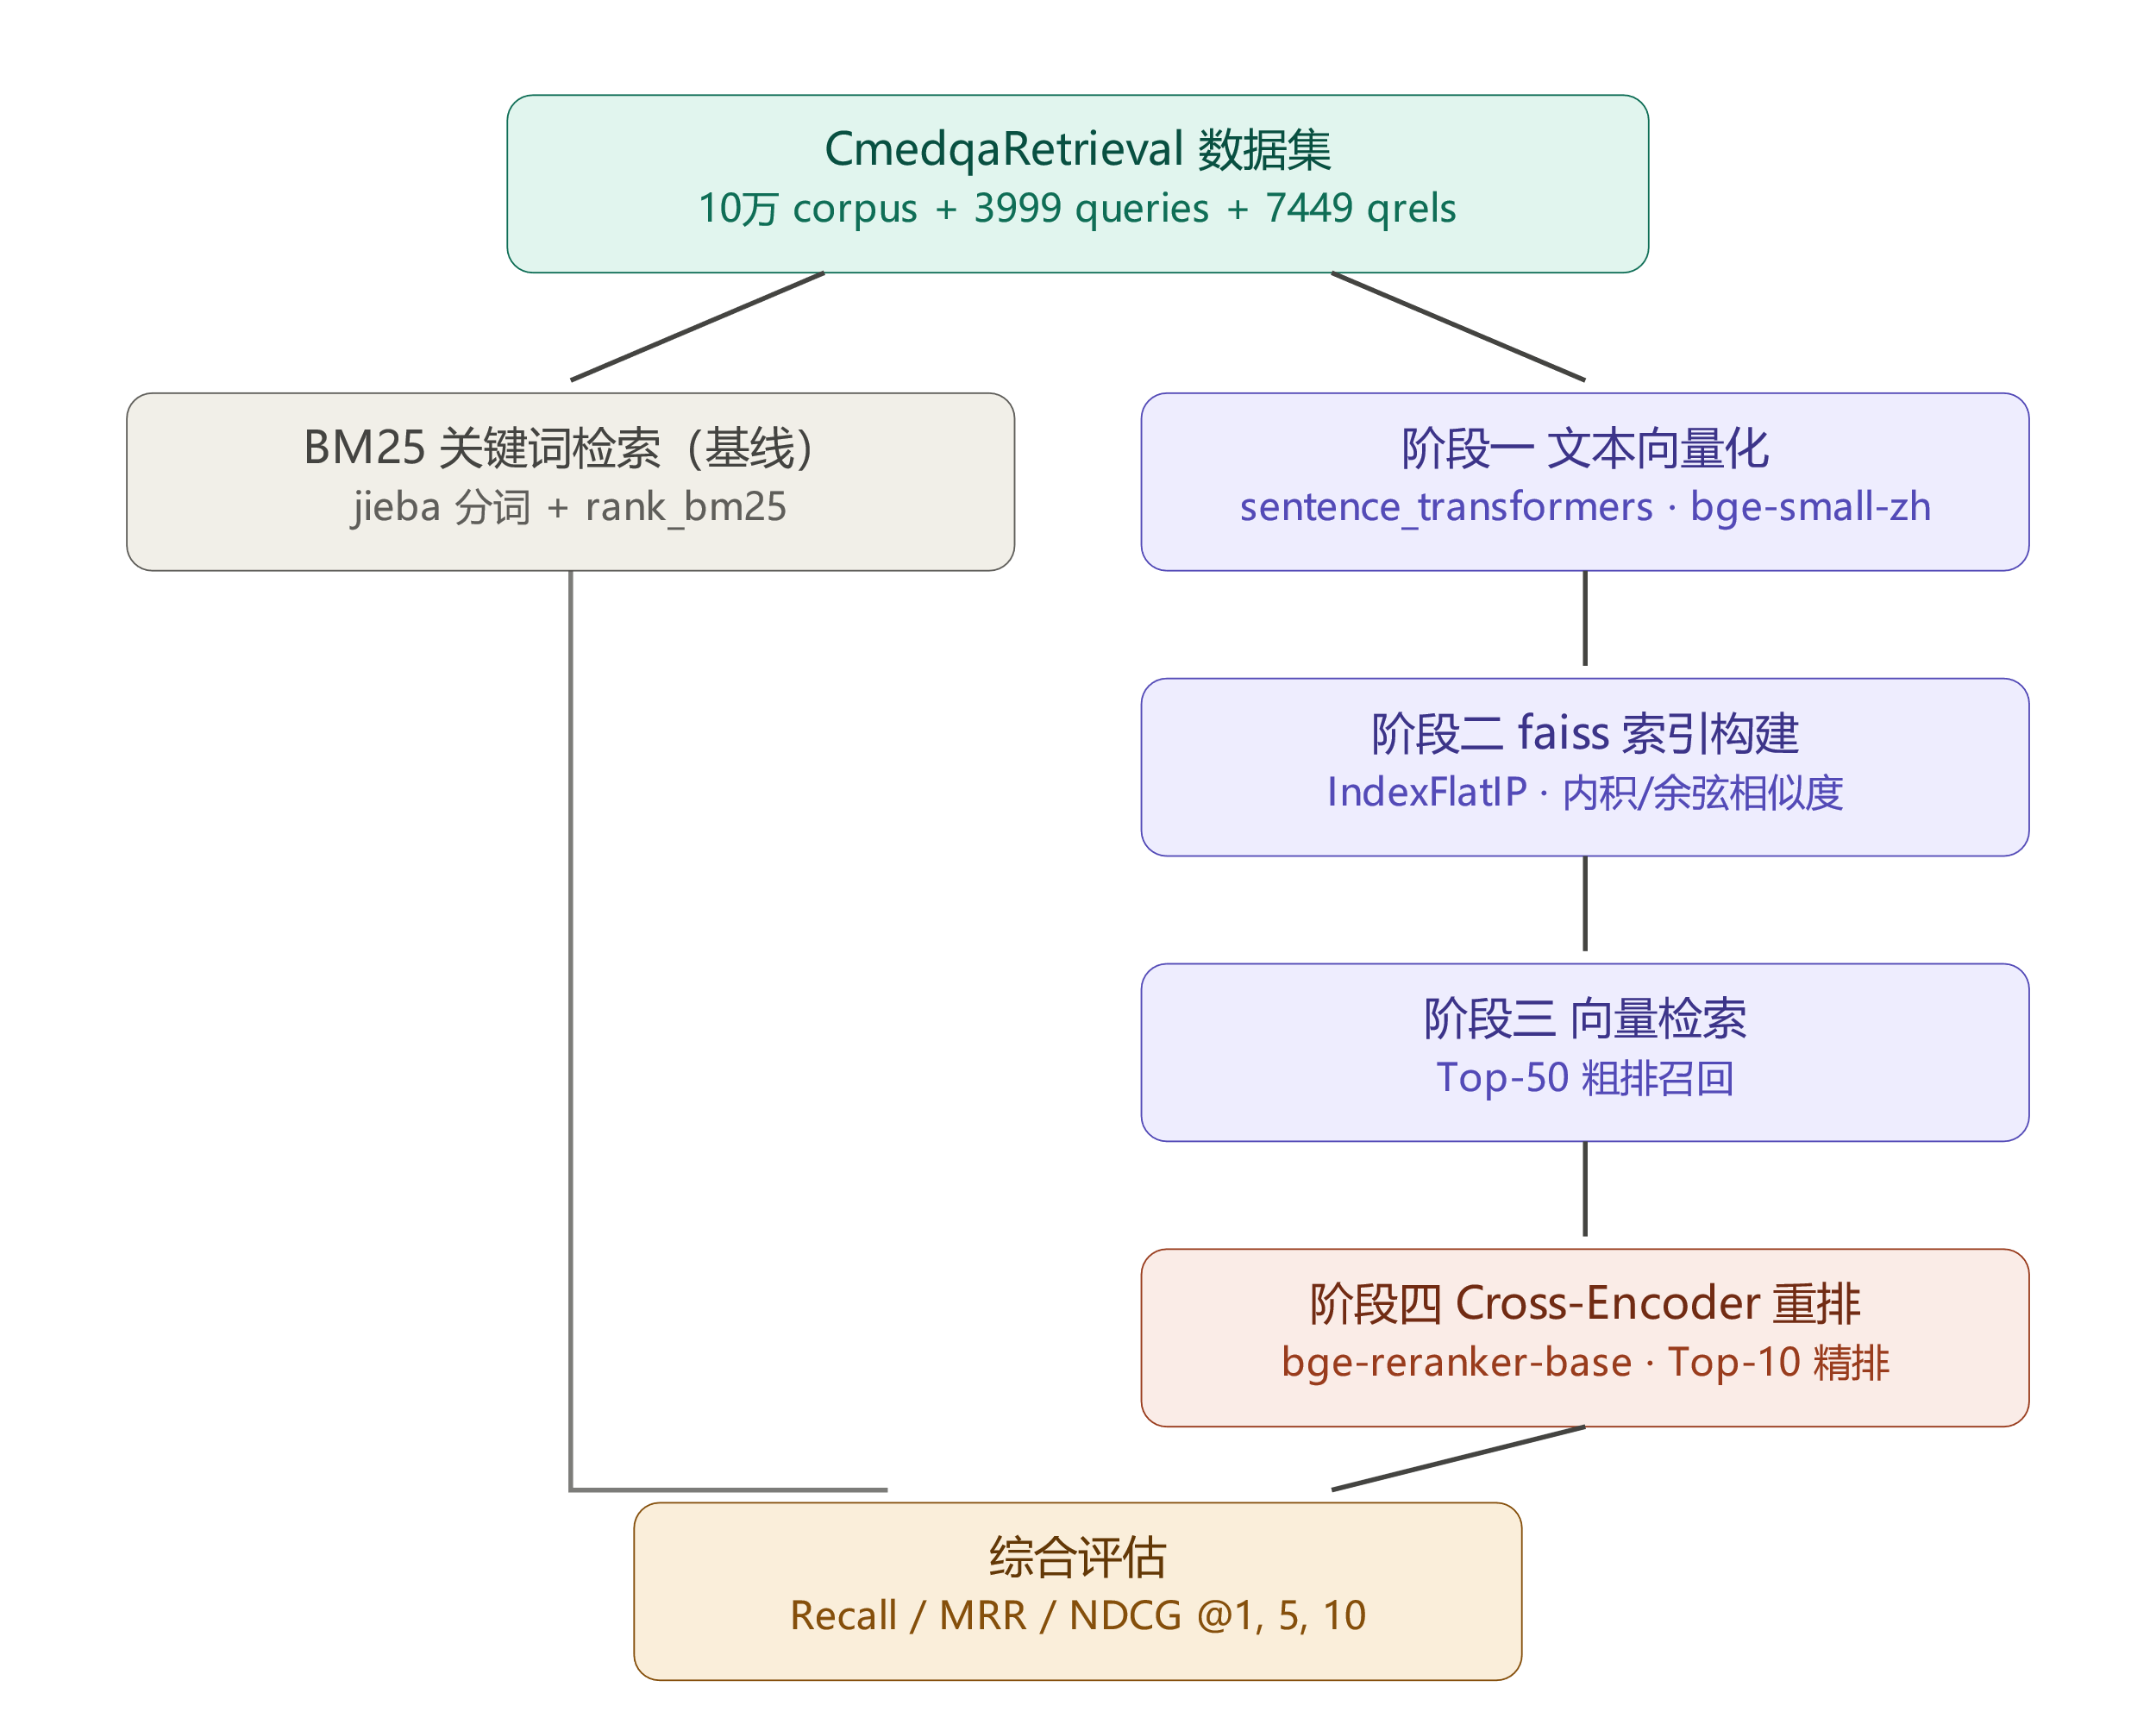 CmedqaRetrieval 数据集
10万 corpus + 3999 queries + 7449 qrels
BM25 关键词检索（基线）
jieba 分词 + rank_bm25
阶段一 文本向量化
sentence_transformers · bge-small-zh
阶段二 faiss 索引构建
IndexFlatIP · 内积/余弦相似度
阶段三 向量检索
Top-50 粗排召回
阶段四 Cross-Encoder 重排
bge-reranker-base · Top-10 精排
综合评估
Recall / MRR / NDCG @1, 5, 10